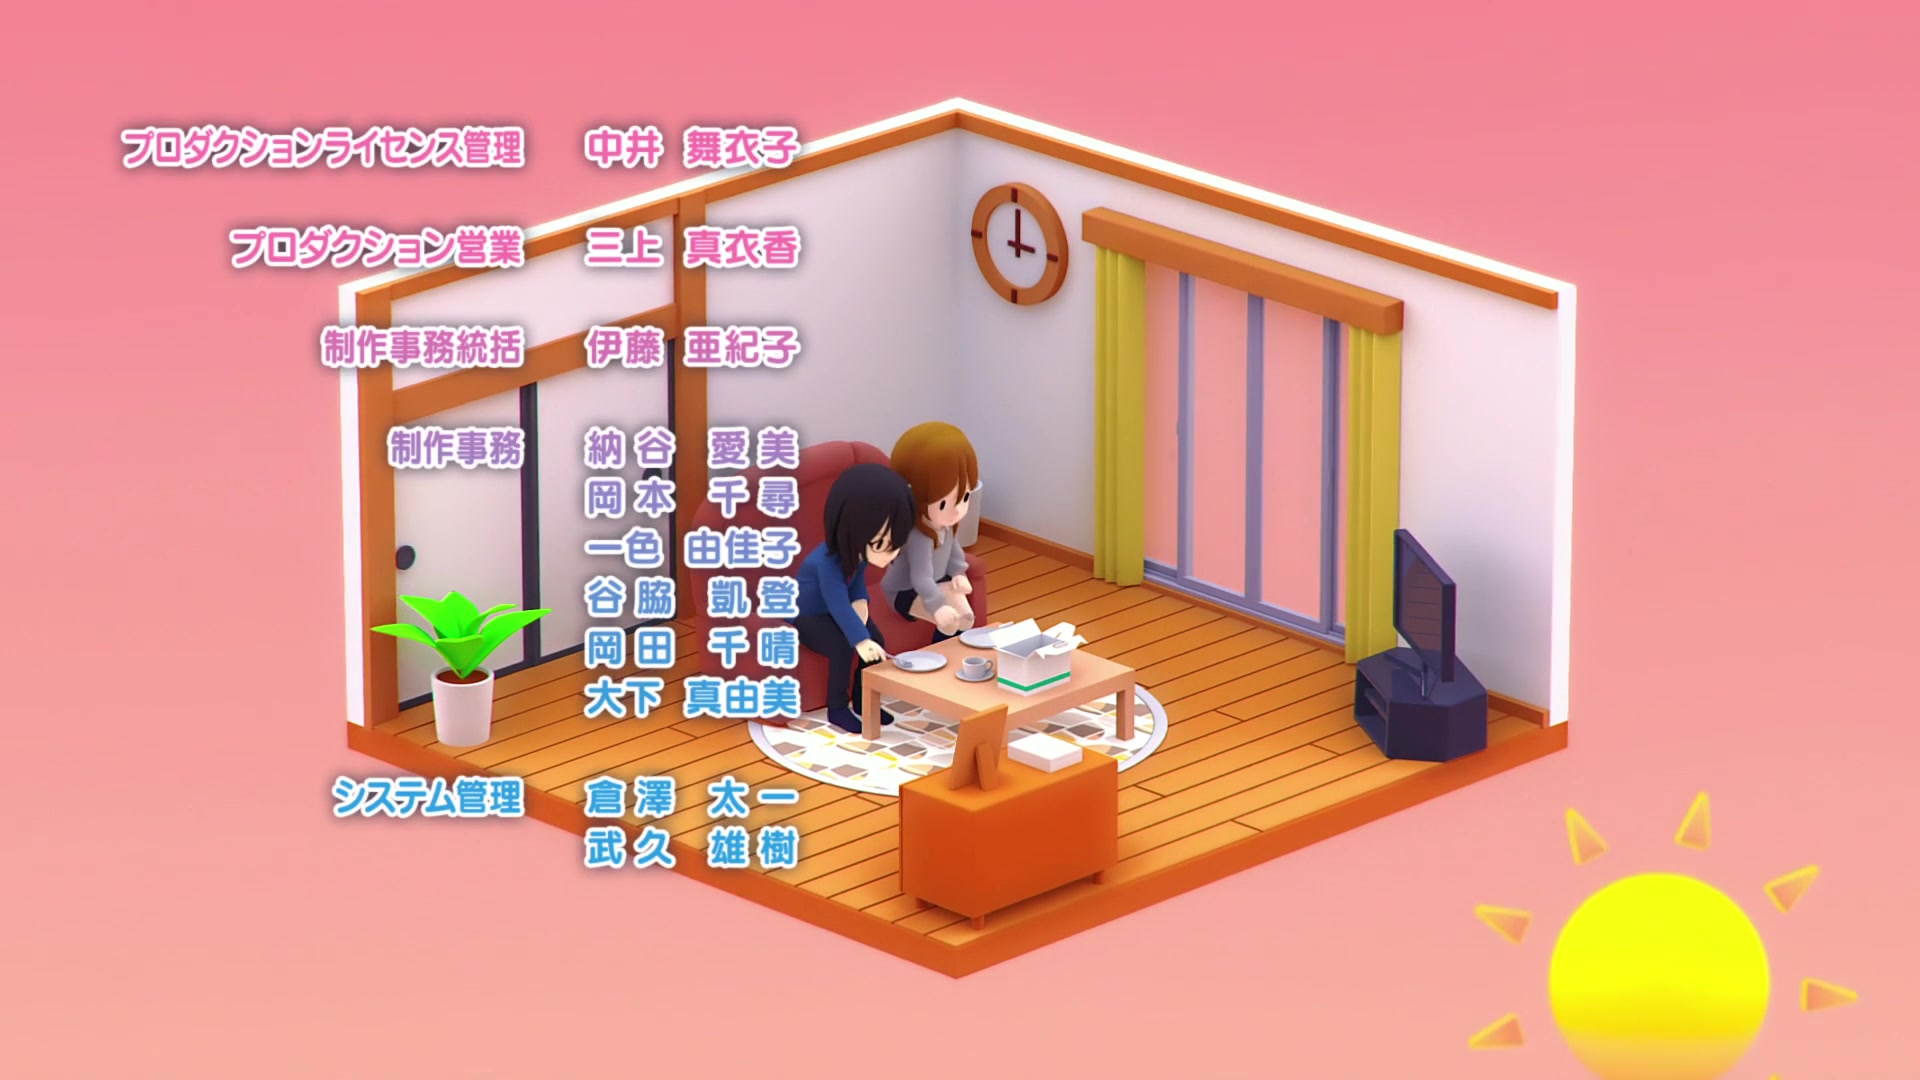 プロダクションライセンス管理 中井 舞衣子
プロダクション営業 三上 真衣香
制作事務統括 伊藤 亜紀子
制作事務 納谷 愛美
岡本 千尋
一色 由佳子
谷脇 凱登
岡田 千晴
大下 真由美
システム管理 倉澤 太一
武久 雄樹